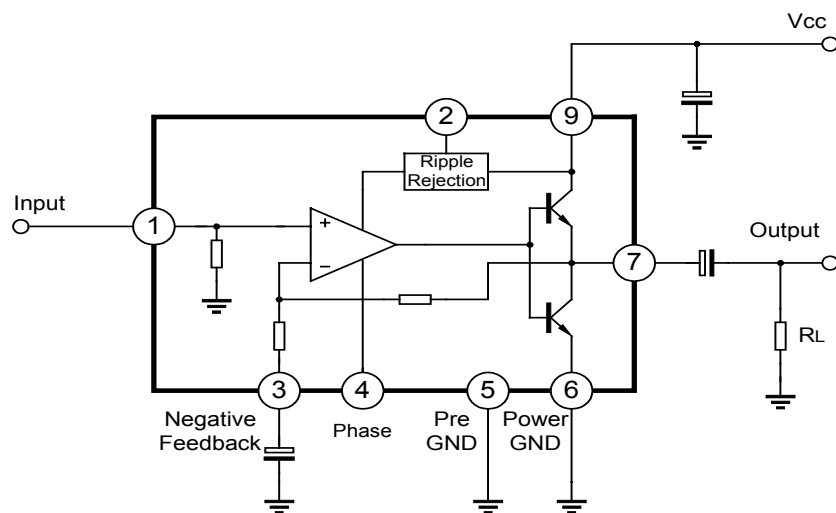 Vcc
2
9
Ripple
Rejection
Input
1
+
−
Output
7
RL
3
4
5
6
Negative
Feedback
Phase
Pre
GND
Power
GND